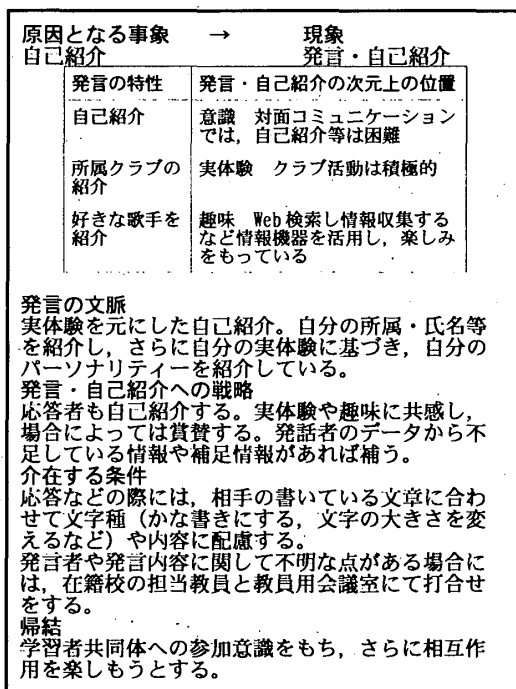 原因となる事象　→　現象
自己紹介　発言・自己紹介
発言の特性　発言・自己紹介の次元上の位置
自己紹介　意識　対面コミュニケーション
では，自己紹介等は困難
所属クラブの　実体験　クラブ活動は積極的
紹介
好きな歌手を　趣味　Web検索し情報収集する
紹介　など情報機器を活用し，楽しみ
をもっている
発言の文脈
実体験を元にした自己紹介。自分の所属・氏名等
を紹介し，さらに自分の実体験に基づき，自分の
パーソナリティーを紹介している。
発言・自己紹介への戦略
応答者も自己紹介する。実体験や趣味に共感し，
場合によっては賞賛する。発話者のデータから不
足している情報や補足情報があれば補う。
介在する条件
応答などの際には，相手の書いている文章に合わ
せて文字種（かな書きにする，文字の大きさを変
えるなど）や内容に配慮する。
発言者や発言内容に関して不明な点がある場合に
は，在籍校の担当教員と教員用会議室にて打合せ
をする。
帰結
学習者共同体への参加意識をもち，さらに相互作
用を楽しもうとする。